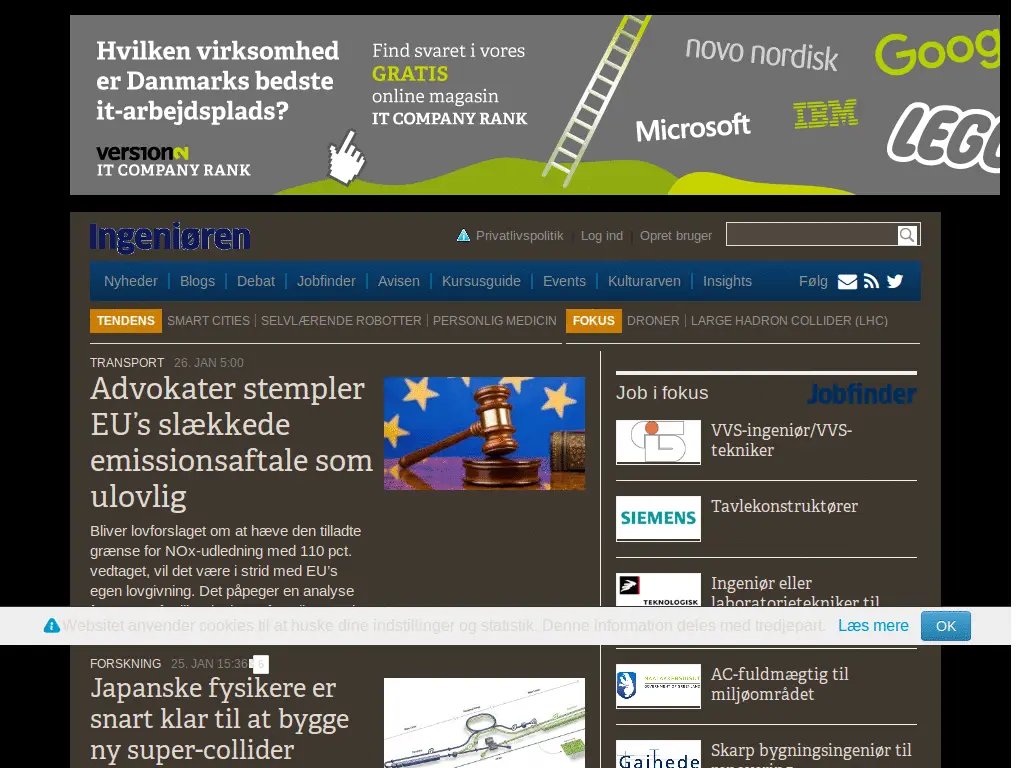 Hvilken virksomhed
er Danmarks bedste
it-arbejdsplads?
version2
IT COMPANY RANK
Find svaret i vores
GRATIS
online magasin
IT COMPANY RANK
novo nordisk
Microsoft
IBM
Goog
LEGO
Ingeniøren
Privatlivspolitik
Log ind
Opret bruger
Nyheder
Blogs
Debat
Jobfinder
Avisen
Kursusguide
Events
Kulturarven
Insights
Følg
TENDENS SMART CITIES SELVLÆRENDE ROBOTTER PERSONLIG MEDICIN
FOKUS DRONER LARGE HADRON COLLIDER (LHC)
TRANSPORT 26. JAN 5:00
Advokater stempler
EU's slækkede
emissionsaftale som
ulovlig
Bliver lovforslaget om at hæve den tilladte
grænse for NOx-udledning med 110 pct.
vedtaget, vil det være i strid med EU's
egen lovgivning. Det påpeger en analyse
Job i fokus
Jobfinder
VVS-ingeniør/VVS-
tekniker
SIEMENS
Tavlekonstruktører
TEKNOLOGISK
Ingeniør eller
laboratorietekniker til
Websitet anvender cookies til at huske dine indstillinger og statistik. Denne information deles med tredjepart. Læs mere OK
FORSKNING 25. JAN 15:36 6
Japanske fysikere er
snart klar til at bygge
ny super-collider
AC-fuldmægtig til
miljøområdet
Gaihede
Skarp bygningsingeniør til
renovering